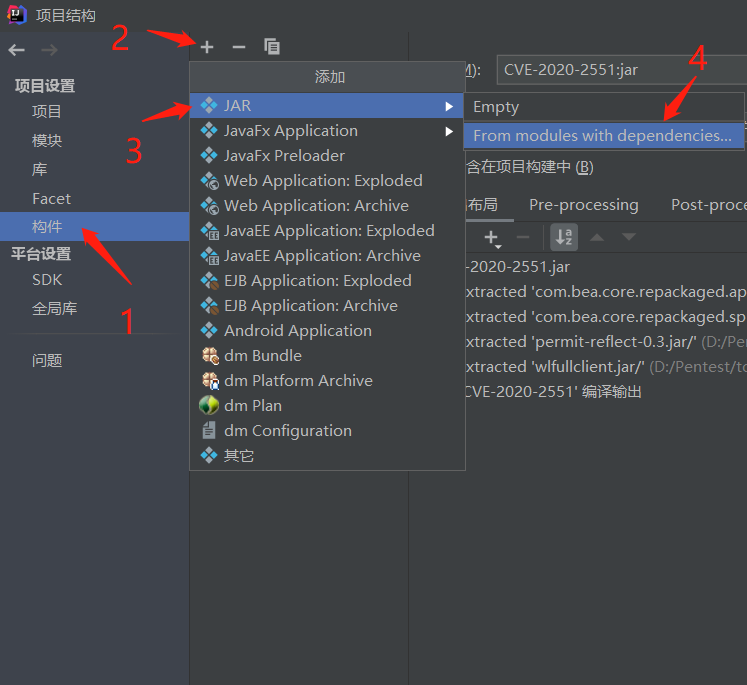 项目结构
项目设置
项目
模块
库
Facet
构件
平台设置
SDK
全局库
问题
1
2
3
4
添加
JAR
JavaFx Application
JavaFx Preloader
Web Application: Exploded
Web Application: Archive
JavaEE Application: Exploded
JavaEE Application: Archive
EJB Application: Exploded
EJB Application: Archive
Android Application
dm Bundle
dm Platform Archive
dm Plan
dm Configuration
其它
M): CVE-2020-2551:jar
Empty
From modules with dependencies...
含在项目构建中 (B)
布局 Pre-processing Post-proce
-2020-2551.jar
xtracted 'com.bea.core.repackaged.ap
xtracted 'com.bea.core.repackaged.sp
xtracted 'permit-reflect-0.3.jar/' (D:/Per
xtracted 'wlfullclient.jar/' (D:/Pentest/to
CVE-2020-2551' 编译输出